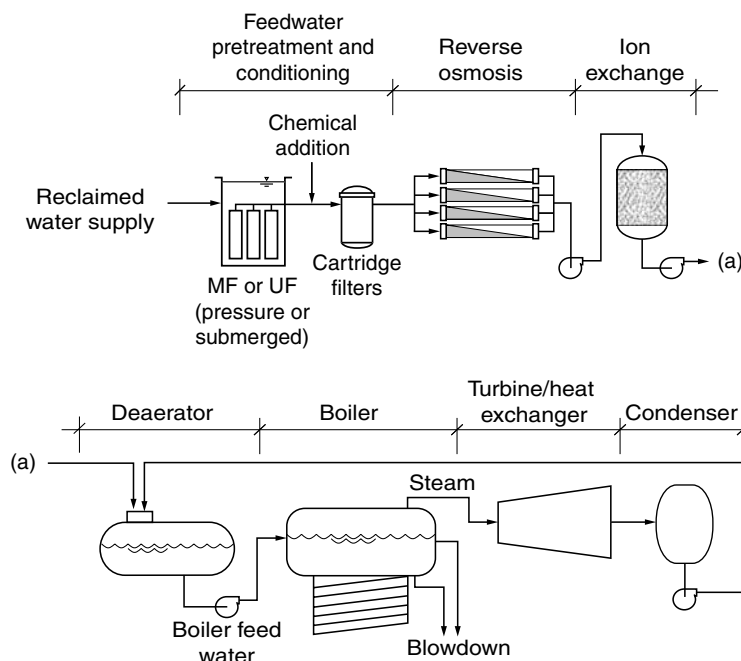 Feedwater
pretreatment and
conditioning
Reverse
osmosis
Ion
exchange
Chemical
addition
Reclaimed
water supply
MF or UF
(pressure or
submerged)
Cartridge
filters
(a)
Deaerator
Boiler
Turbine/heat
exchanger
Condenser
(a)
Steam
Boiler feed
water
Blowdown